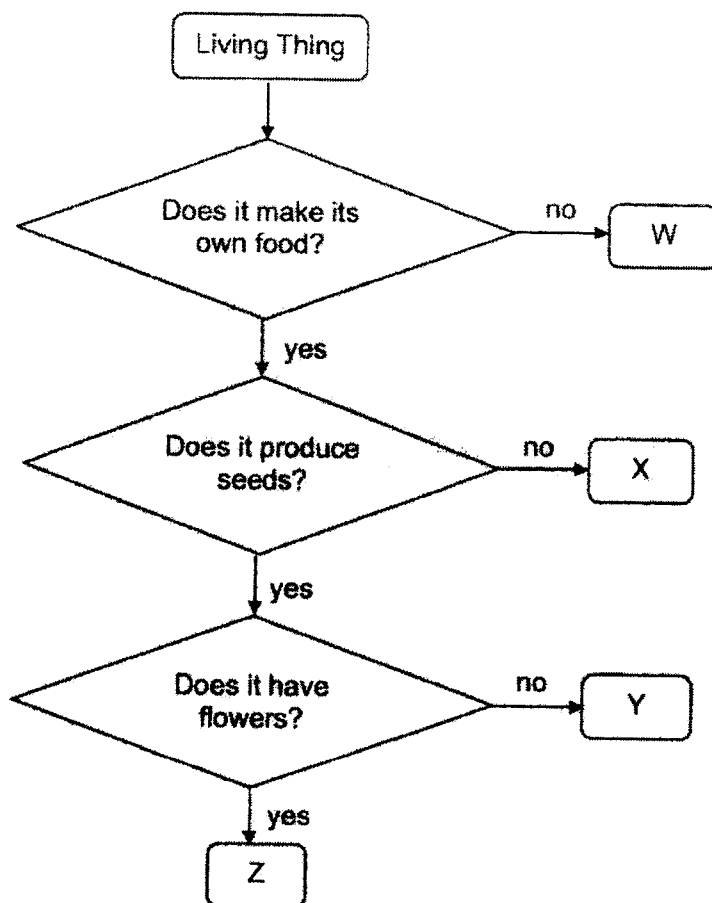 Living Thing
Does it make its
own food?
no
W
yes
Does it produce
seeds?
no
X
yes
Does it have
flowers?
no
Y
yes
Z